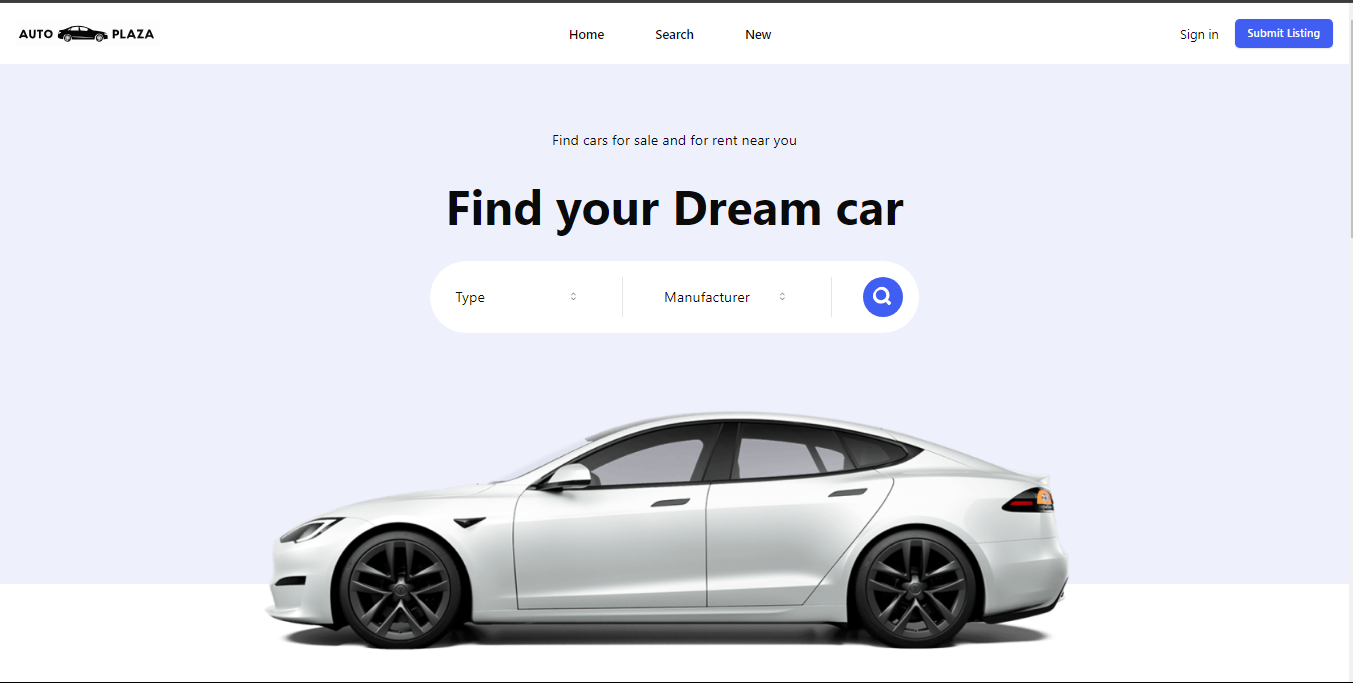 AUTO PLAZA
Home Search New
Sign in Submit Listing
Find cars for sale and for rent near you
Find your Dream car
Type Manufacturer